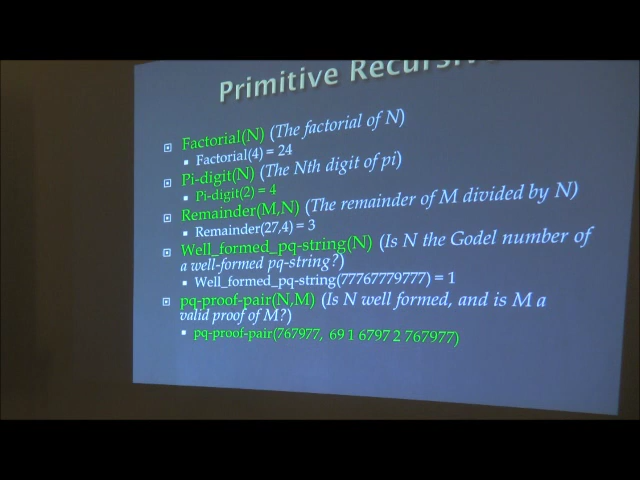 Primitive Recursive
Factorial(N) (The factorial of N)
Factorial(4) = 24
Pi-digit(N) (The Nth digit of pi)
Pi-digit(2) = 4
Remainder(M,N) (The remainder of M divided by N)
Remainder(27,4) = 3
Well_formed_pq-string(N) (Is N the Godel number of
a well-formed pq-string?)
Well_formed_pq-string(77767779777) = 1
pq-proof-pair(N,M) (Is N well formed, and is M a
valid proof of M?)
pq-proof-pair(767977, 69 1 6797 2 767977)